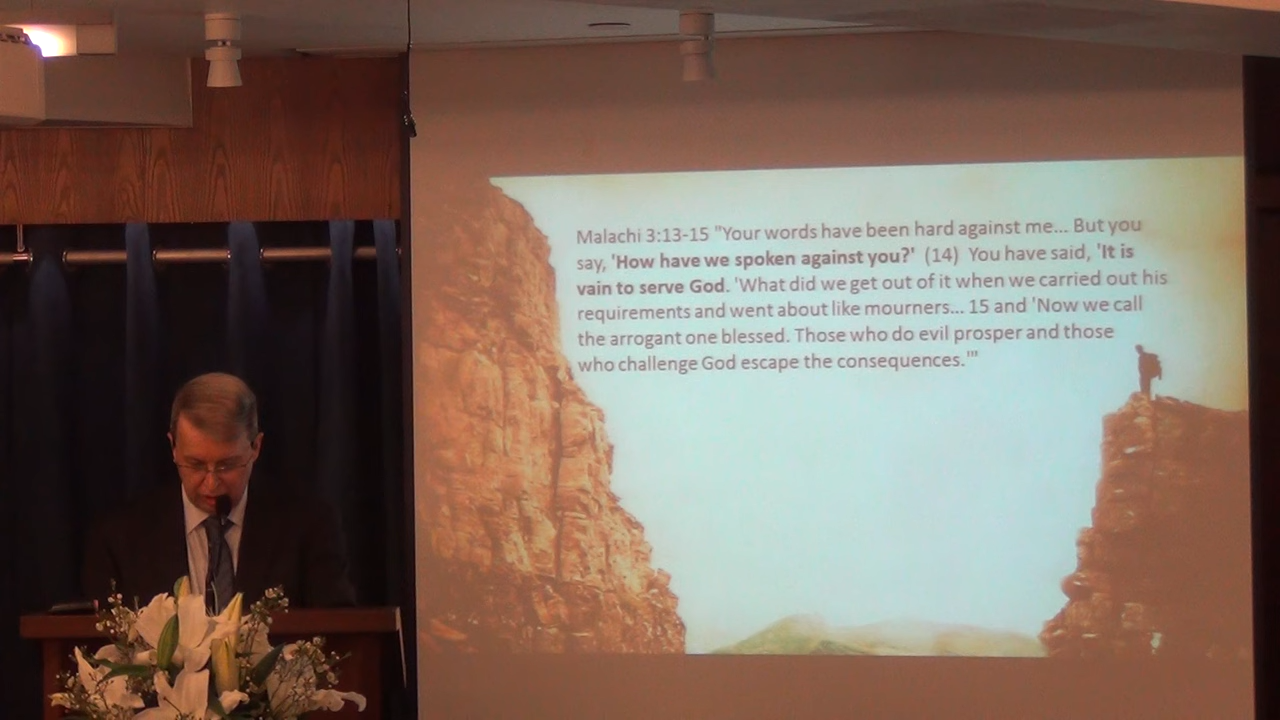 Malachi 3:13-15 "Your words have been hard against me... But you
say, 'How have we spoken against you?' (14) You have said, 'It is
vain to serve God. 'What did we get out of it when we carried out his
requirements and went about like mourners... 15 and 'Now we call
the arrogant one blessed. Those who do evil prosper and those
who challenge God escape the consequences.'"